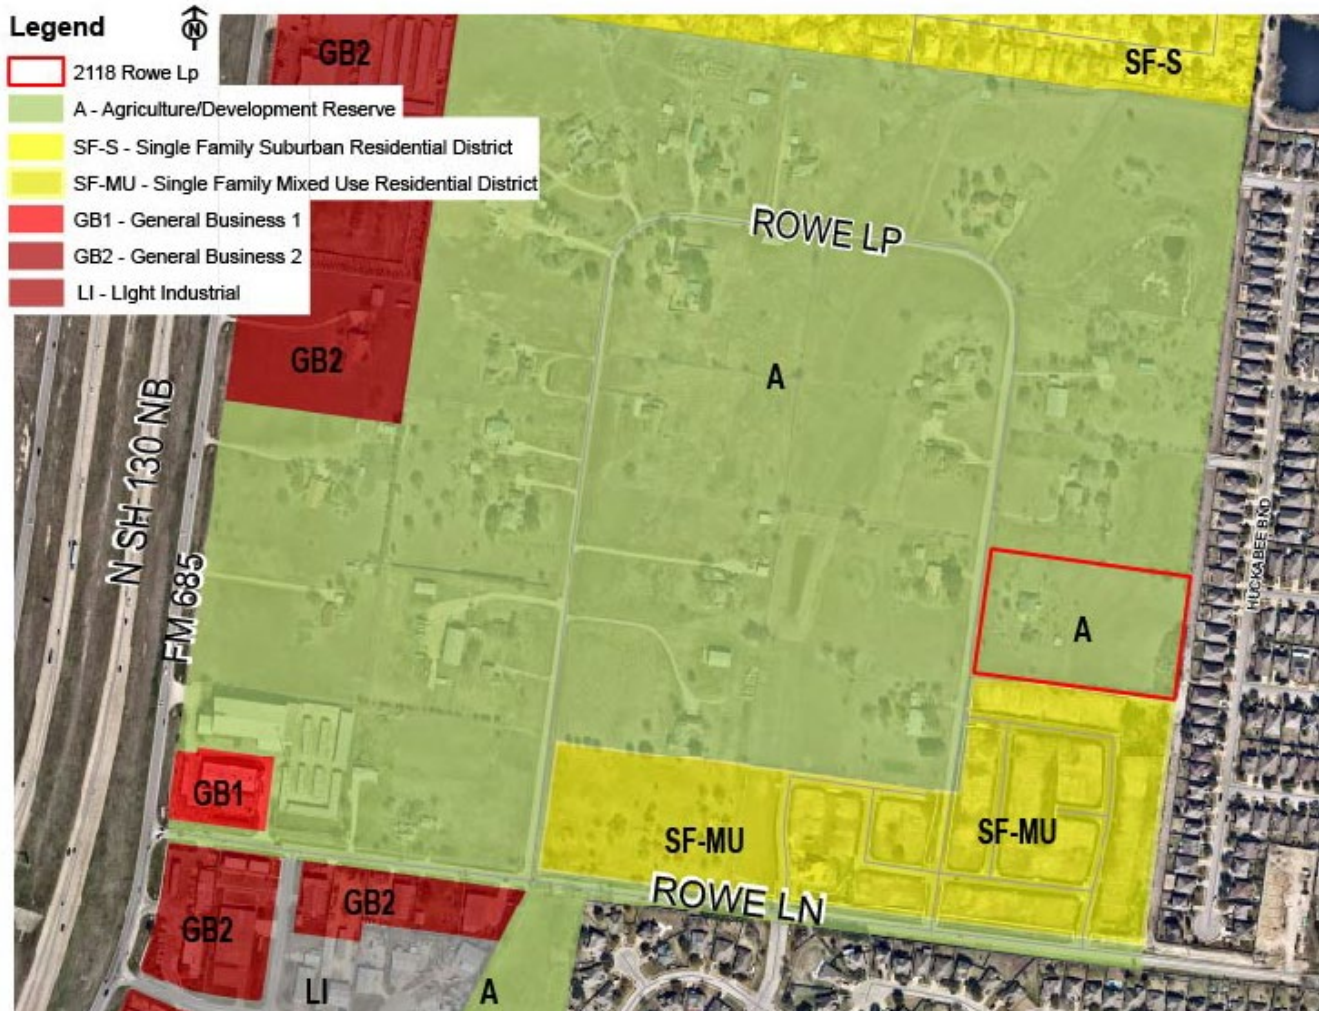 Legend
N
2118 Rowe Lp
A - Agriculture/Development Reserve
SF-S - Single Family Suburban Residential District
SF-MU - Single Family Mixed Use Residential District
GB1 - General Business 1
GB2 - General Business 2
LI - LIght Industrial
GB2
SF-S
ROWE LP
GB2
A
N SH 130 NB
FM 685
HUCKABEE BND
A
GB1
SF-MU
SF-MU
ROWE LN
GB2
GB2
LI
A